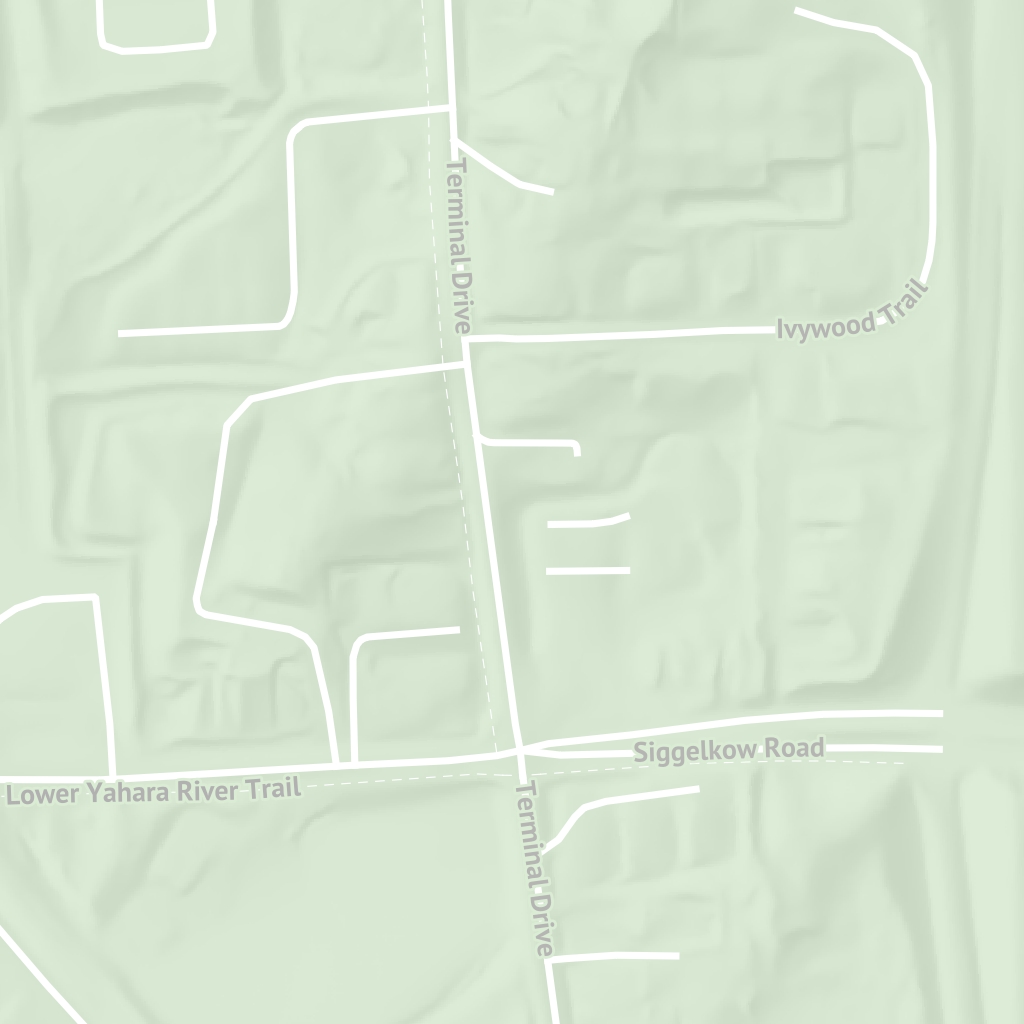 Terminal Drive
Ivywood Trail
Siggelkow Road
Lower Yahara River Trail
Terminal Drive